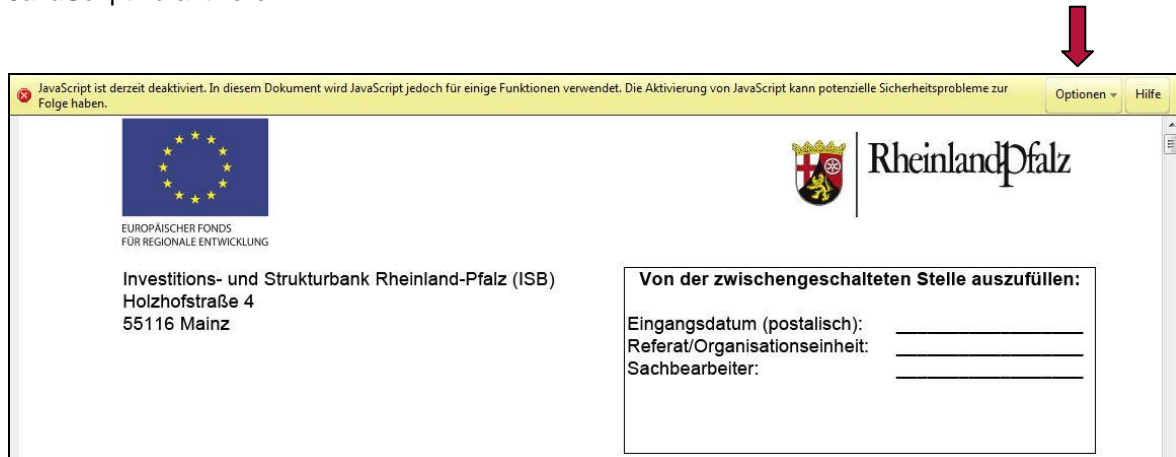 JavaScript ist derzeit deaktiviert. In diesem Dokument wird JavaScript jedoch für einige Funktionen verwendet. Die Aktivierung von JavaScript kann potenzielle Sicherheitsprobleme zur
Folge haben.
Optionen
Hilfe
RheinlandPfalz
EUROPÄISCHER FONDS
FÜR REGIONALE ENTWICKLUNG
Investitions- und Strukturbank Rheinland-Pfalz (ISB)
Holzhofstraße 4
55116 Mainz
Von der zwischengeschalteten Stelle auszufüllen:
Eingangsdatum (postalisch):
Referat/Organisationseinheit:
Sachbearbeiter: